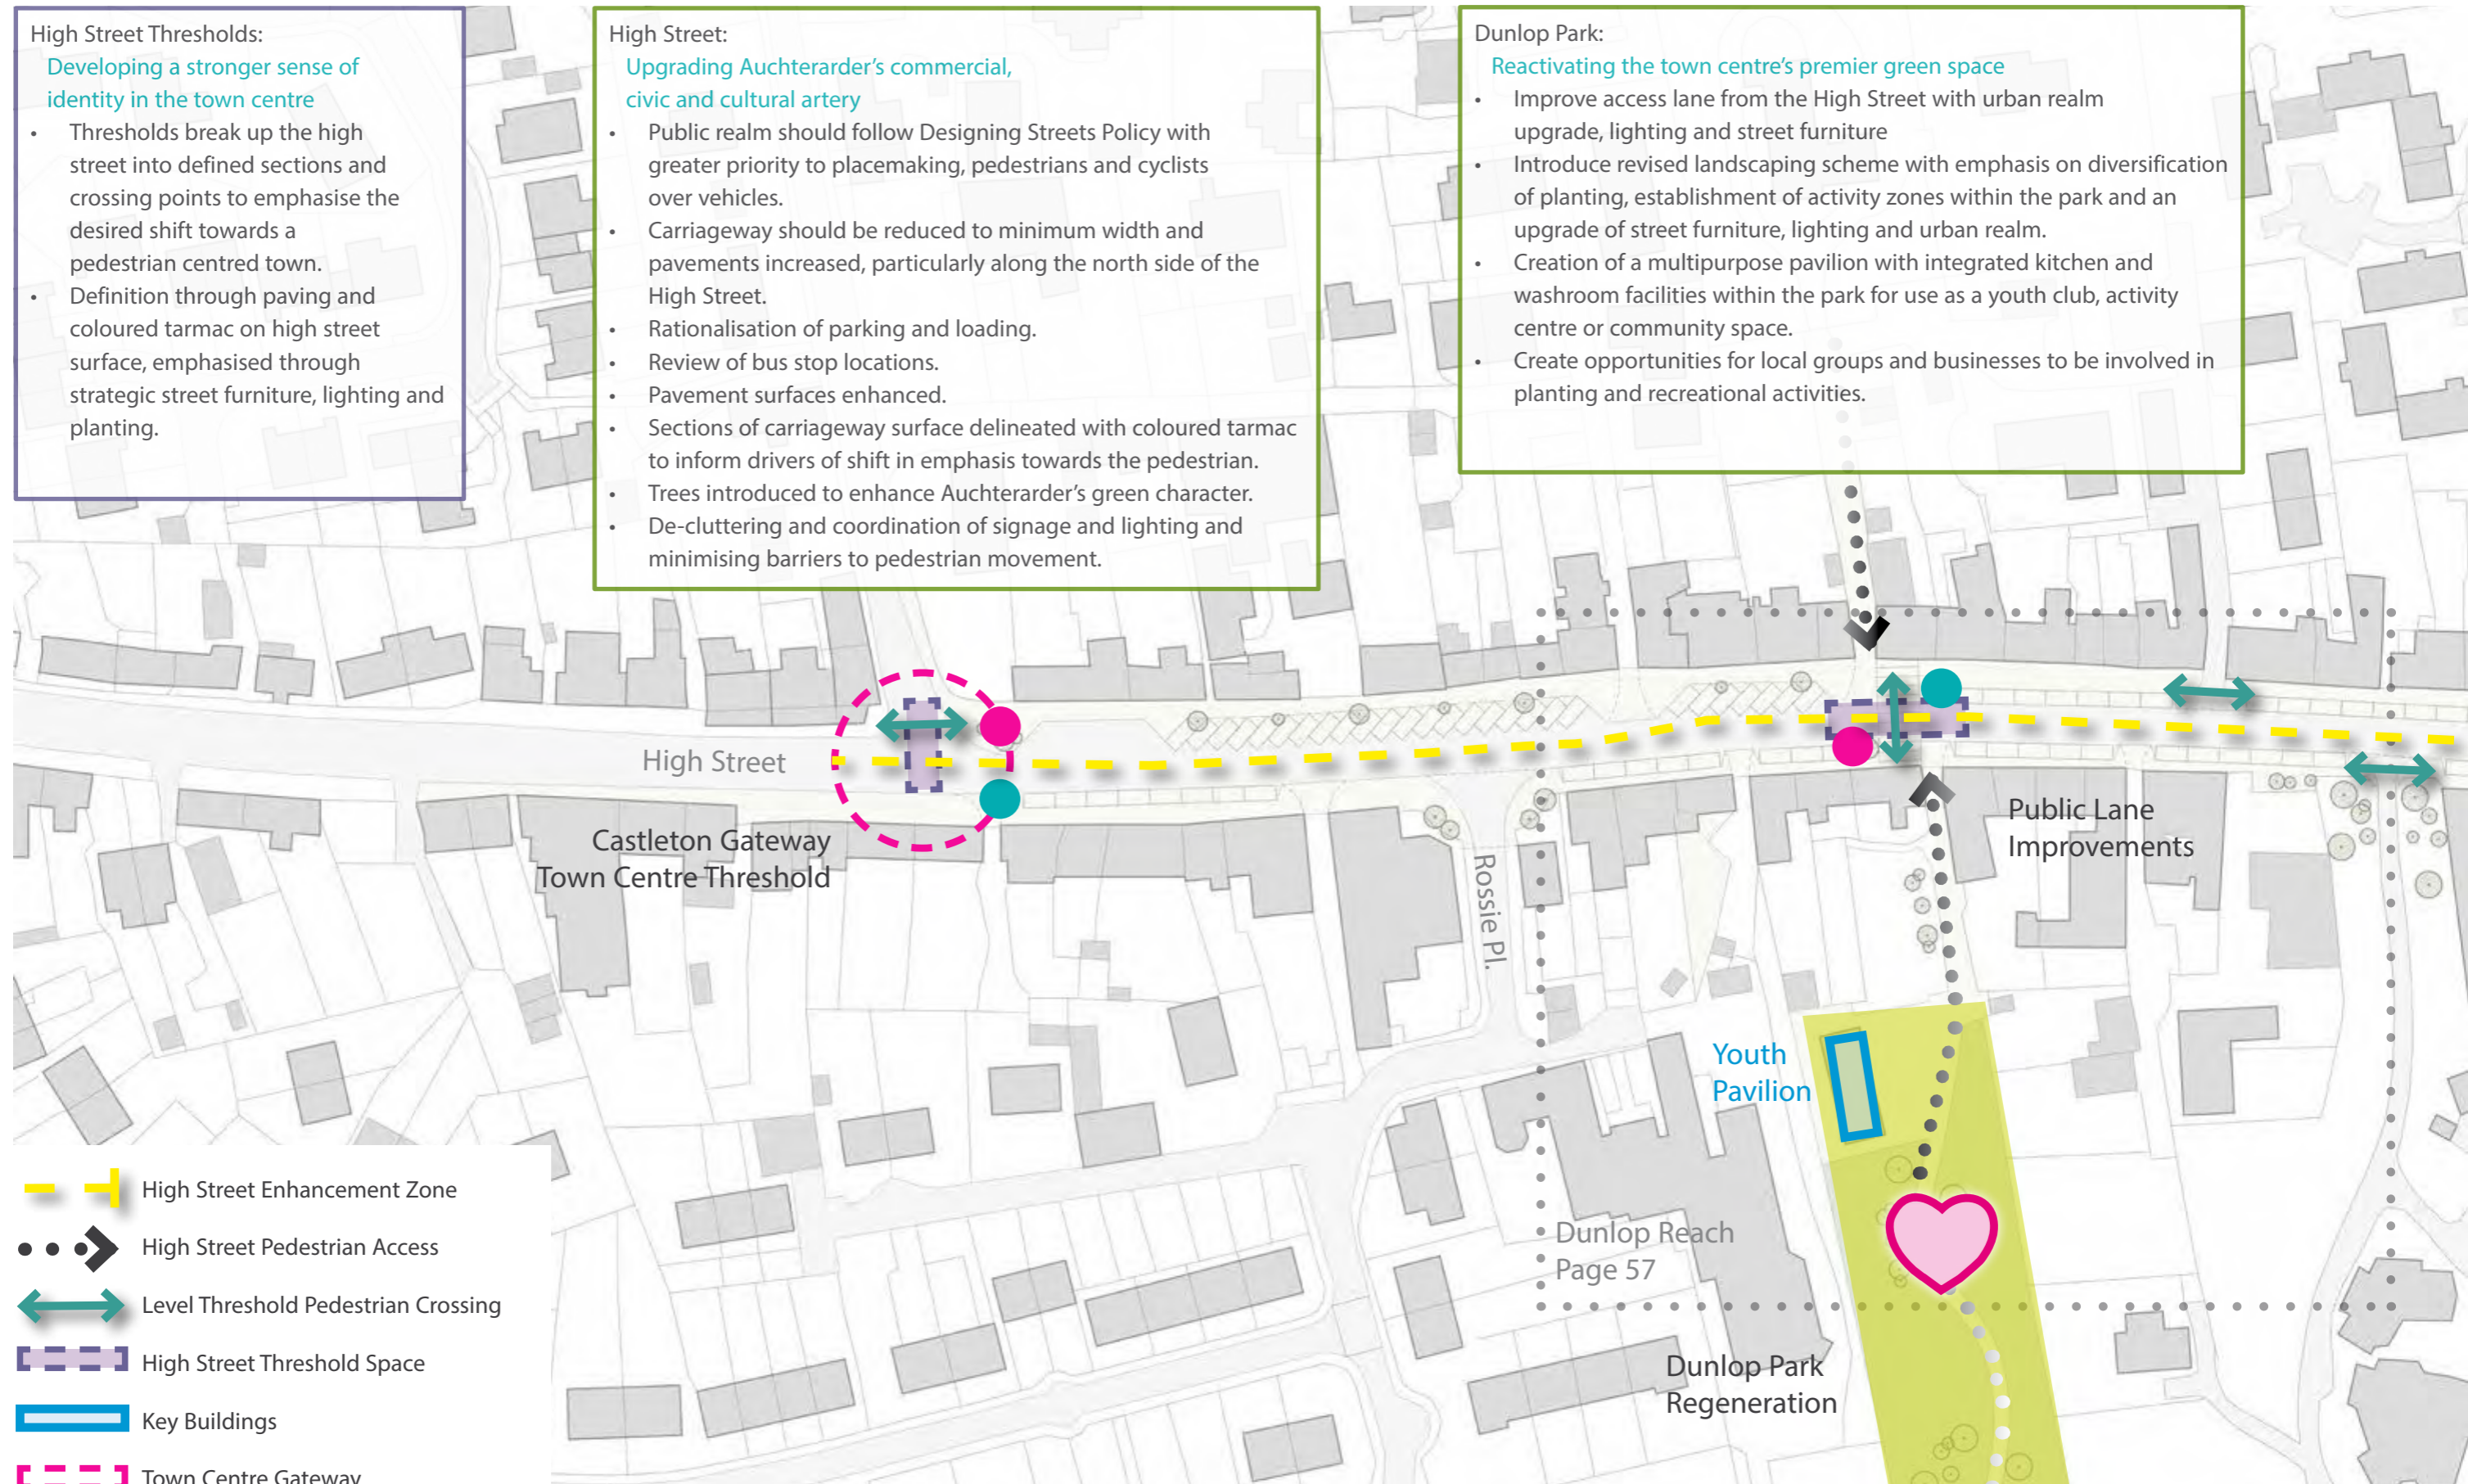 High Street Thresholds:
Developing a stronger sense of
identity in the town centre
• Thresholds break up the high
street into defined sections and
crossing points to emphasise the
desired shift towards a
pedestrian centred town.
• Definition through paving and
coloured tarmac on high street
surface, emphasised through
strategic street furniture, lighting and
planting.
High Street:
Upgrading Auchterarder’s commercial,
civic and cultural artery
• Public realm should follow Designing Streets Policy with
greater priority to placemaking, pedestrians and cyclists
over vehicles.
• Carriageway should be reduced to minimum width and
pavements increased, particularly along the north side of the
High Street.
• Rationalisation of parking and loading.
• Review of bus stop locations.
• Pavement surfaces enhanced.
• Sections of carriageway surface delineated with coloured tarmac
to inform drivers of shift in emphasis towards the pedestrian.
• Trees introduced to enhance Auchterarder’s green character.
• De-cluttering and coordination of signage and lighting and
minimising barriers to pedestrian movement.
Dunlop Park:
Reactivating the town centre’s premier green space
• Improve access lane from the High Street with urban realm
upgrade, lighting and street furniture
• Introduce revised landscaping scheme with emphasis on diversification
of planting, establishment of activity zones within the park and an
upgrade of street furniture, lighting and urban realm.
• Creation of a multipurpose pavilion with integrated kitchen and
washroom facilities within the park for use as a youth club, activity
centre or community space.
• Create opportunities for local groups and businesses to be involved in
planting and recreational activities.
High Street
Castleton Gateway
Town Centre Threshold
Rossie Pl.
Public Lane
Improvements
Youth
Pavilion
Dunlop Reach
Page 57
Dunlop Park
Regeneration
High Street Enhancement Zone
High Street Pedestrian Access
Level Threshold Pedestrian Crossing
High Street Threshold Space
Key Buildings
Town Centre Gateway